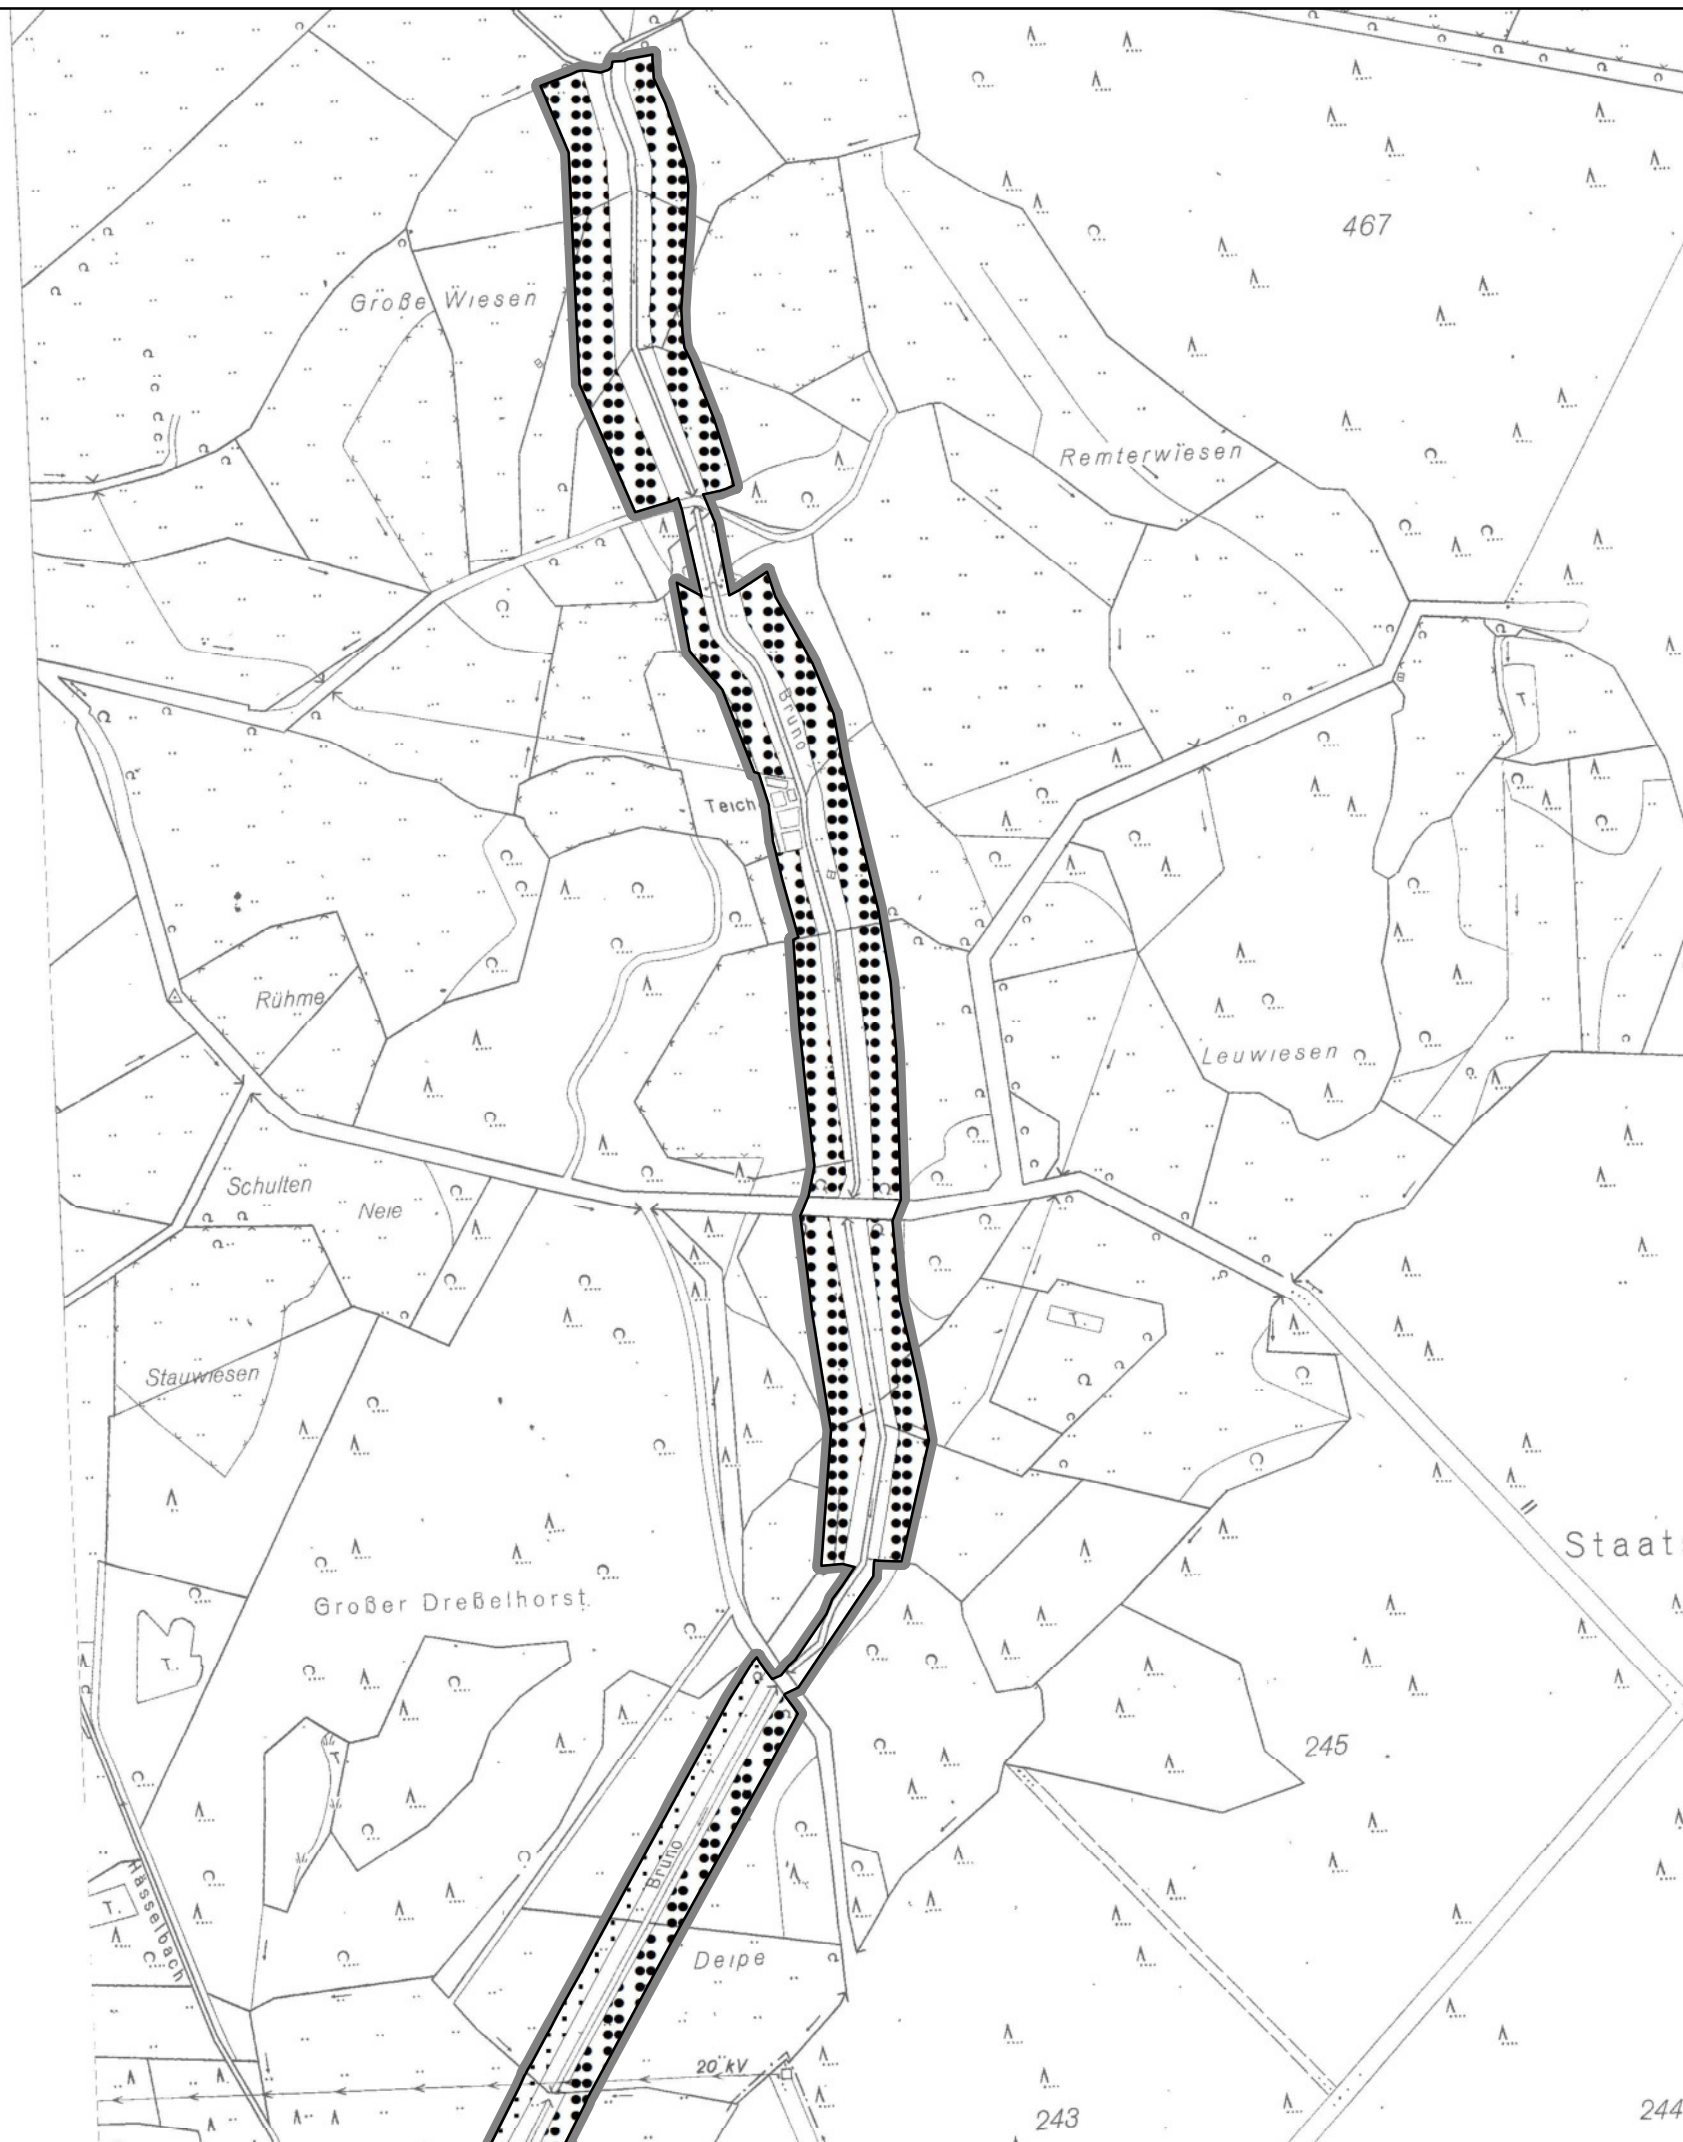 467
Große Wiesen
Remterwiesen
T.
Bruno
Teich
Rühme
Leuwiesen
Schulten
Neie
T.
Stauwiesen
Staat
Großer Dreßelhorst
T.
245
T.
Bruno
Hasselbach
T.
Deipe
20 kV
243
244